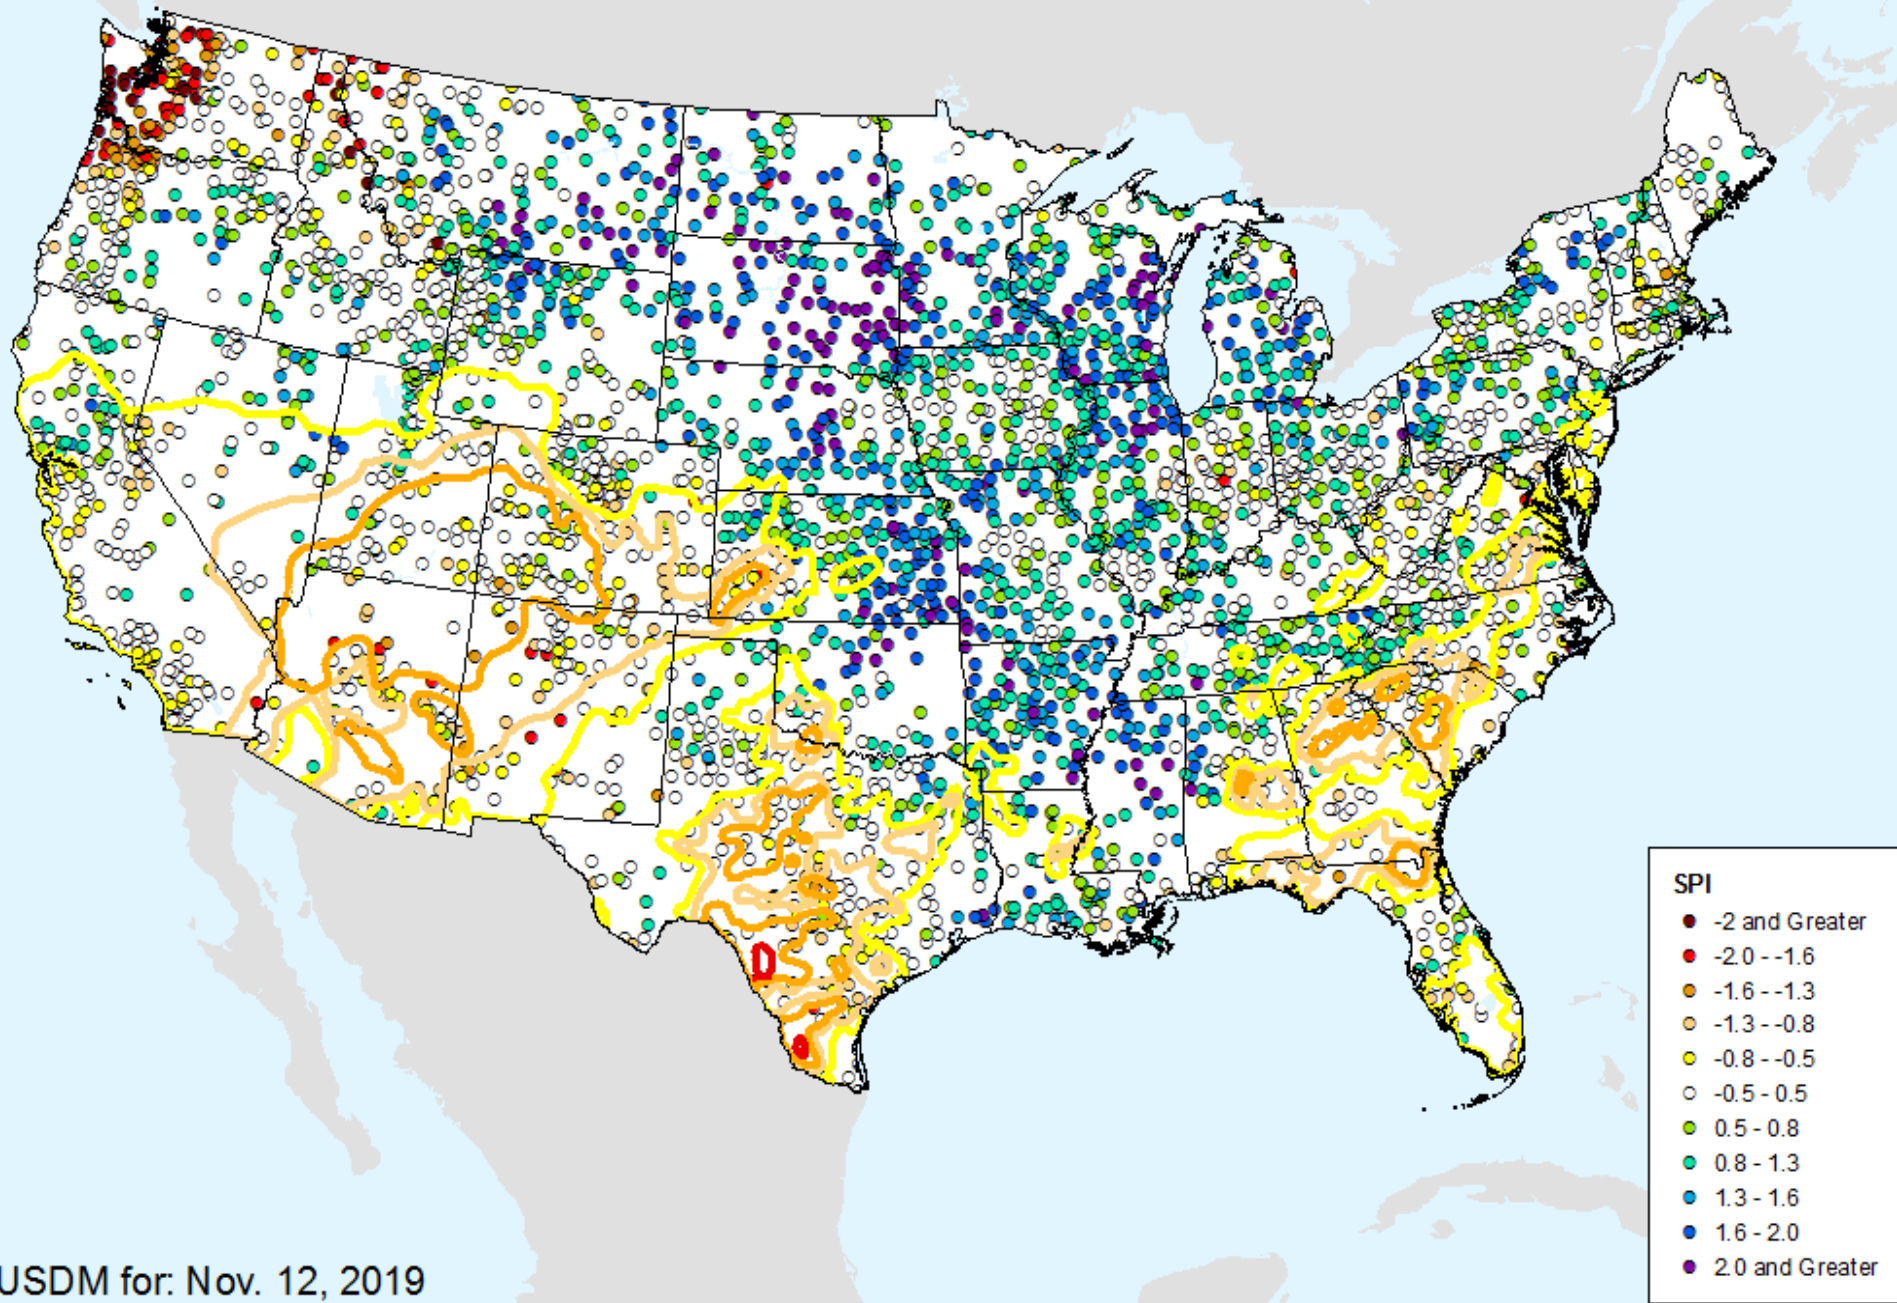 SPI
-2 and Greater
-2.0 - -1.6
-1.6 - -1.3
-1.3 - -0.8
-0.8 - -0.5
-0.5 - 0.5
0.5 - 0.8
0.8 - 1.3
1.3 - 1.6
1.6 - 2.0
2.0 and Greater
USDM for: Nov. 12, 2019